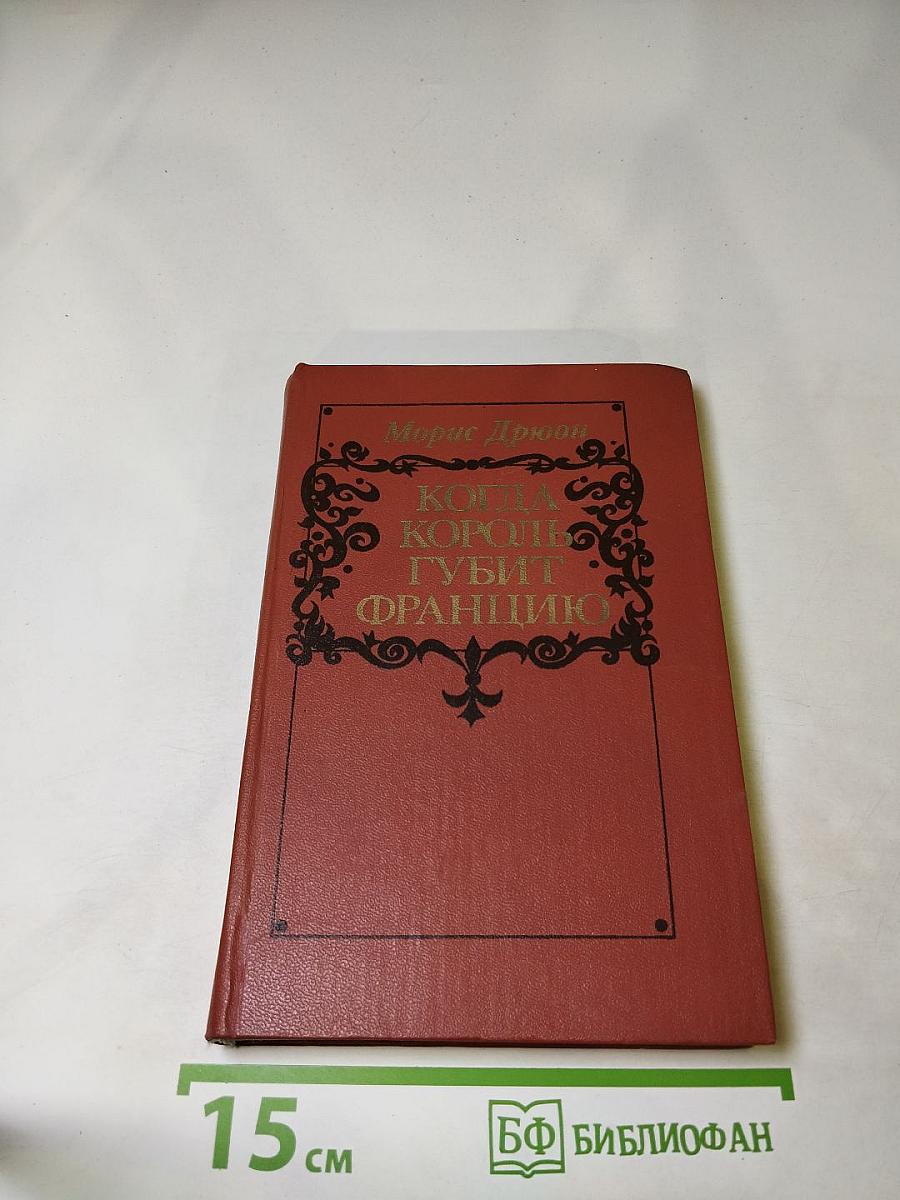 Морис Дрюон
КОГДА
КОРОЛЬ
ГУБИТ
ФРАНЦИЮ
15 см
БФ БИБЛИОФАН